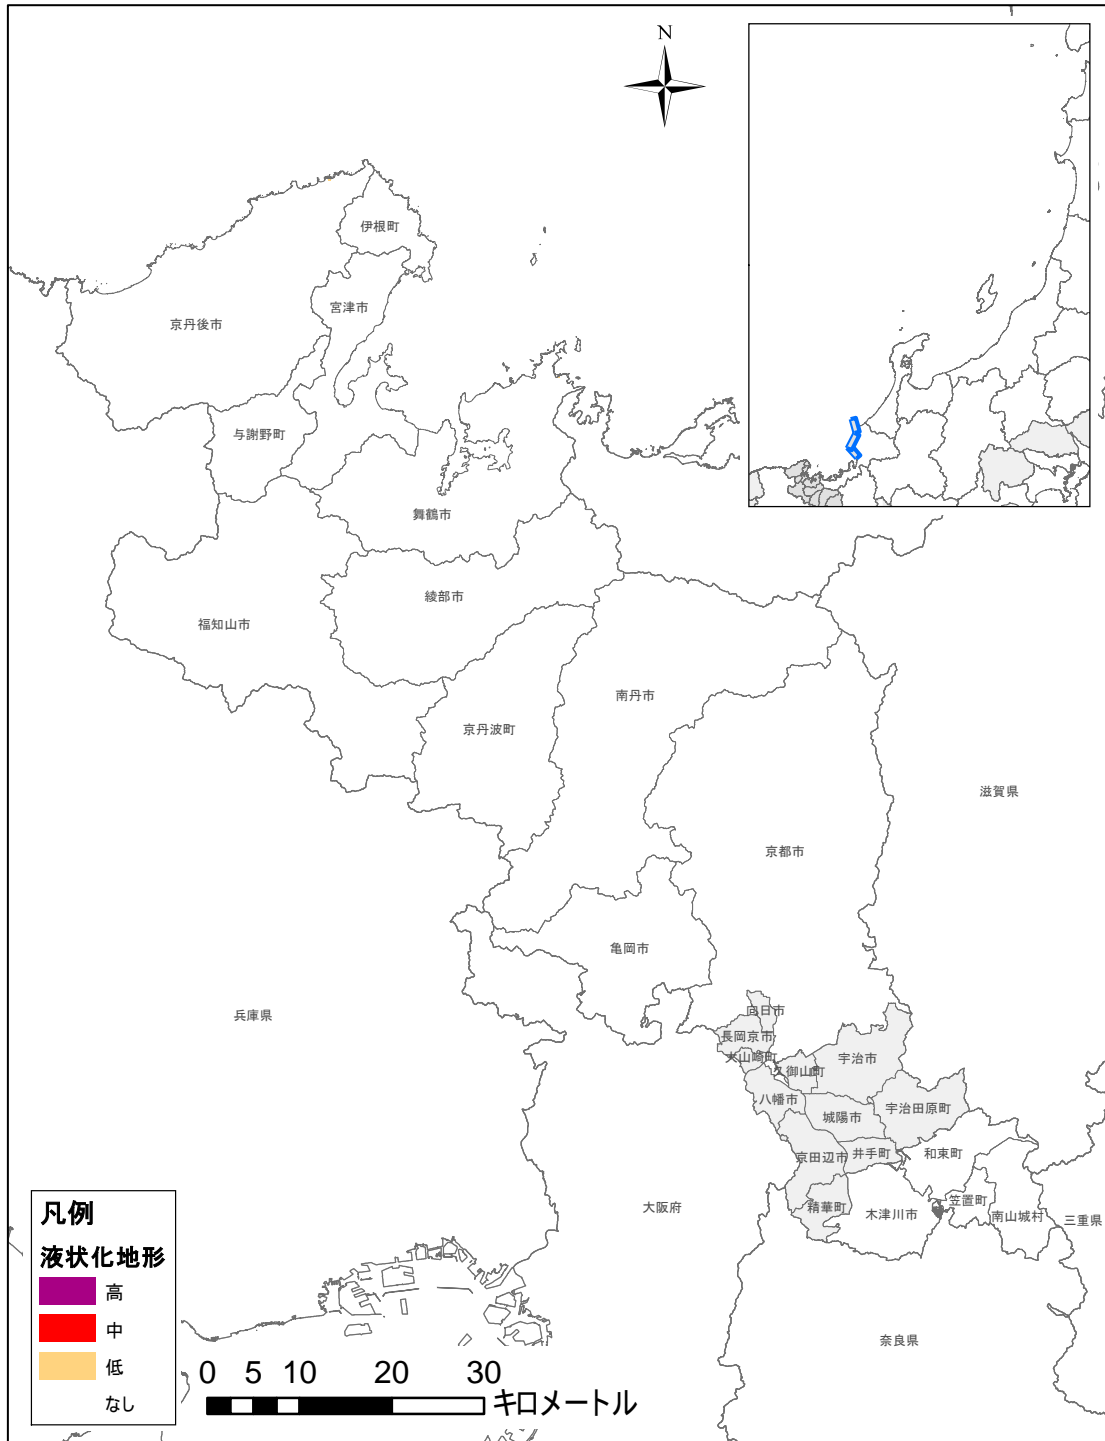 N
伊根町
宮津市
京丹後市
与謝野町
舞鶴市
綾部市
福知山市
南丹市
京丹波町
滋賀県
京都市
亀岡市
兵庫県
向日市
長岡京市
大山崎町
宇治市
久御山町
八幡市
宇治田原町
城陽市
京田辺市
井手町
和束町
精華町
木津川市
笠置町
南山城村
三重県
大阪府
奈良県
凡例
液状化地形
高
中
低
なし
0 5 10 20 30
キロメートル